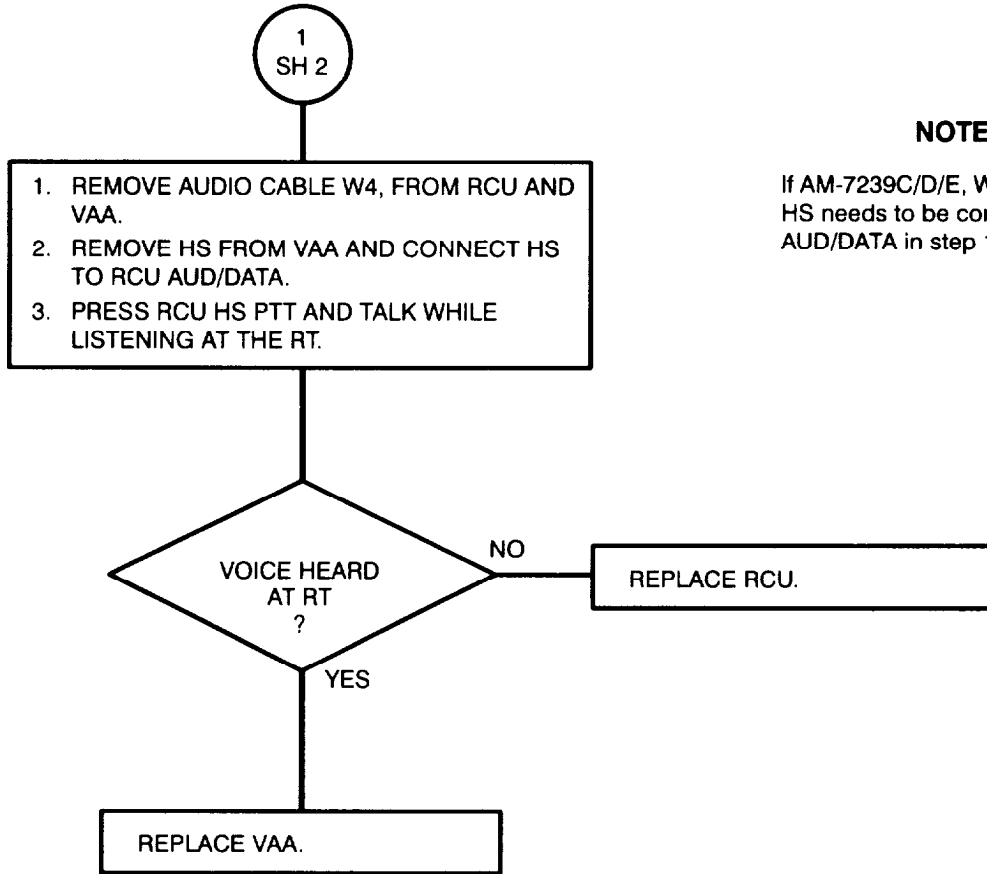 1
SH 2
NOTE
If AM-7239C/D/E,
HS needs to be
AUD/DATA in step
1. REMOVE AUDIO CABLE W4, FROM RCU AND
VAA.
2. REMOVE HS FROM VAA AND CONNECT HS
TO RCU AUD/DATA.
3. PRESS RCU HS PTT AND TALK WHILE
LISTENING AT THE RT.
VOICE HEARD
AT RT
?
NO
REPLACE RCU.
YES
REPLACE VAA.